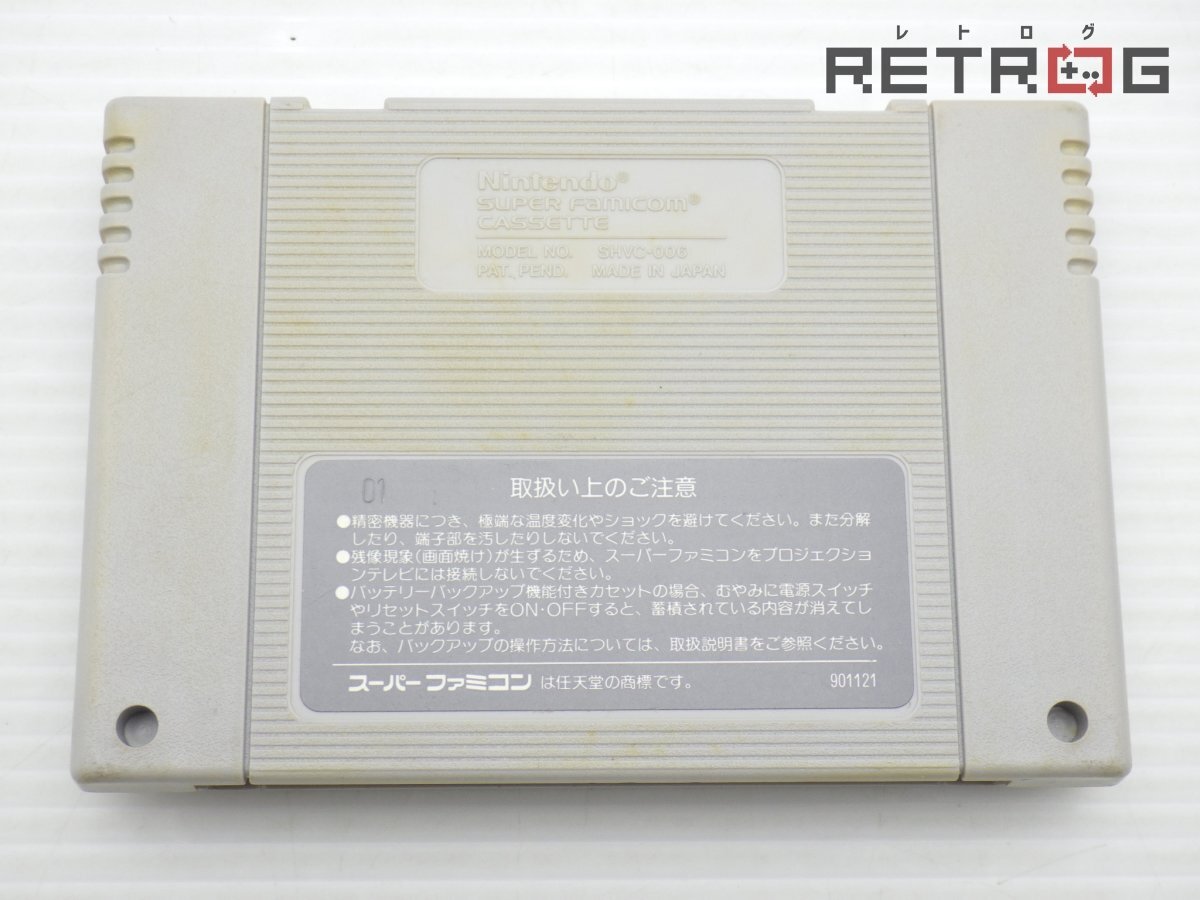 レトログ
RETROG
Nintendo®
SUPER FAMICOM®
CASSETTE
MODEL NO. SHVC-006
PAT. PEND. MADE IN JAPAN
01
取扱い上のご注意
●精密機器につき、極端な温度変化やショックを避けてください。また分解
したり、端子部を汚したりしないでください。
●残像現象(画面焼け)が生ずるため、スーパーファミコンをプロジェクショ
ンテレビには接続しないでください。
●バッテリーバックアップ機能付きカセットの場合、むやみに電源スイッチ
やリセットスイッチをON・OFFすると、蓄積されている内容が消えてし
まうことがあります。
なお、バックアップの操作方法については、取扱説明書をご参照ください。
スーパーファミコン は任天堂の商標です。 901121